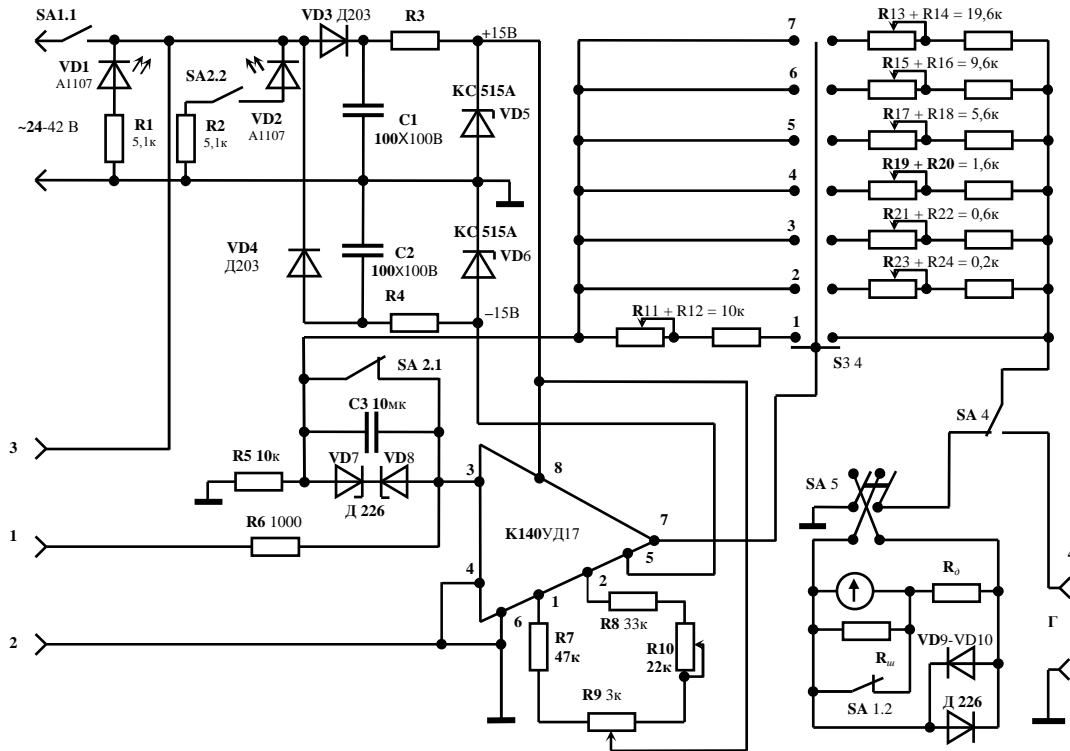 SA1.1
VD3 Д203
R3
+15В
7
R13 + R14 = 19,6к
VD1
А1107
SA2.2
VD2
А1107
6
R15 + R16 = 9,6к
КС 515А
VD5
~24-42 В
R1
5,1к
R2
5,1к
C1
100Х100В
5
R17 + R18 = 5,6к
4
R19 + R20 = 1,6к
3
R21 + R22 = 0,6к
VD4
Д203
C2
100Х100В
КС 515А
VD6
2
R23 + R24 = 0,2к
R4
–15В
R11 + R12 = 10к
1
S3 4
SA 2.1
C3 10мк
SA 4
3
R5 10к
VD7
VD8
Д 226
3
8
SA 5
1
R6 1000
К140УД17
7
5
4
2
1
6
2
R7
47к
R8 33к
R10
22к
R9 3к
Rд
Rш
VD9-VD10
SA 1.2
Д 226
Г